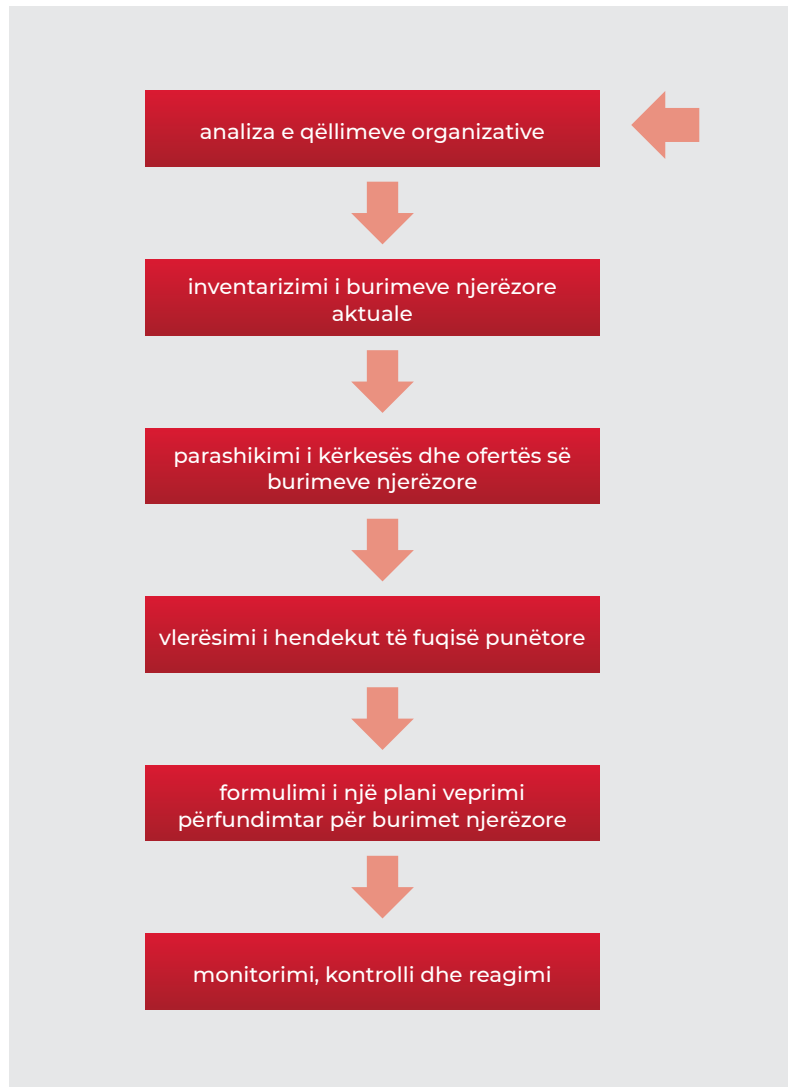 analiza e qëllimeve organizative
inventarizimi i burimeve njerëzore
aktuale
parashikimi i kërkesës dhe ofertës së
burimeve njerëzore
vlerësimi i hendekut të fuqisë punëtore
formulimi i një plani veprimi
përfundimtar për burimet njerëzore
monitorimi, kontrolli dhe reagimi